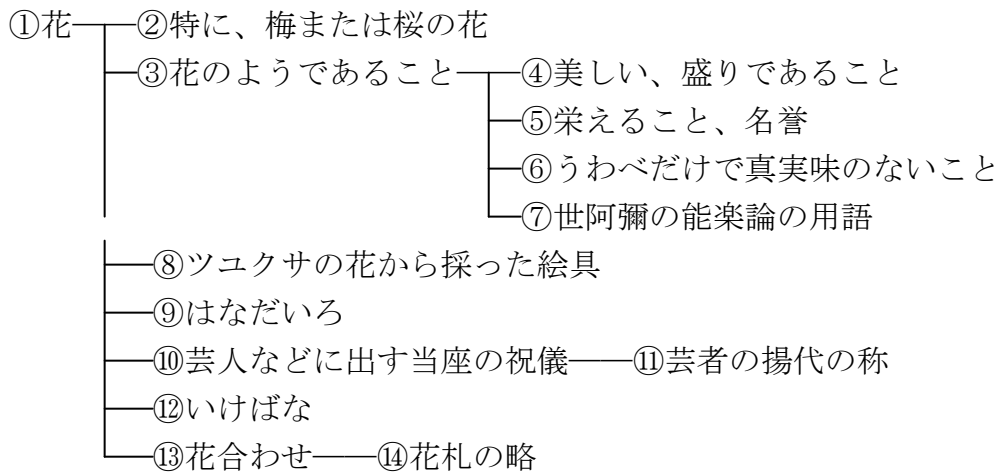 ①花 ②特に、梅または桜の花
③花のようであること ④美しい、盛りであること
⑤栄えること、名誉
⑥うわべだけで真実味のないこと
⑦世阿彌の能楽論の用語
⑧ツユクサの花から採った絵具
⑨はなだいろ
⑩芸人などに出す当座の祝儀 ⑪芸者の揚代の称
⑫いけばな
⑬花合わせ ⑭花札の略